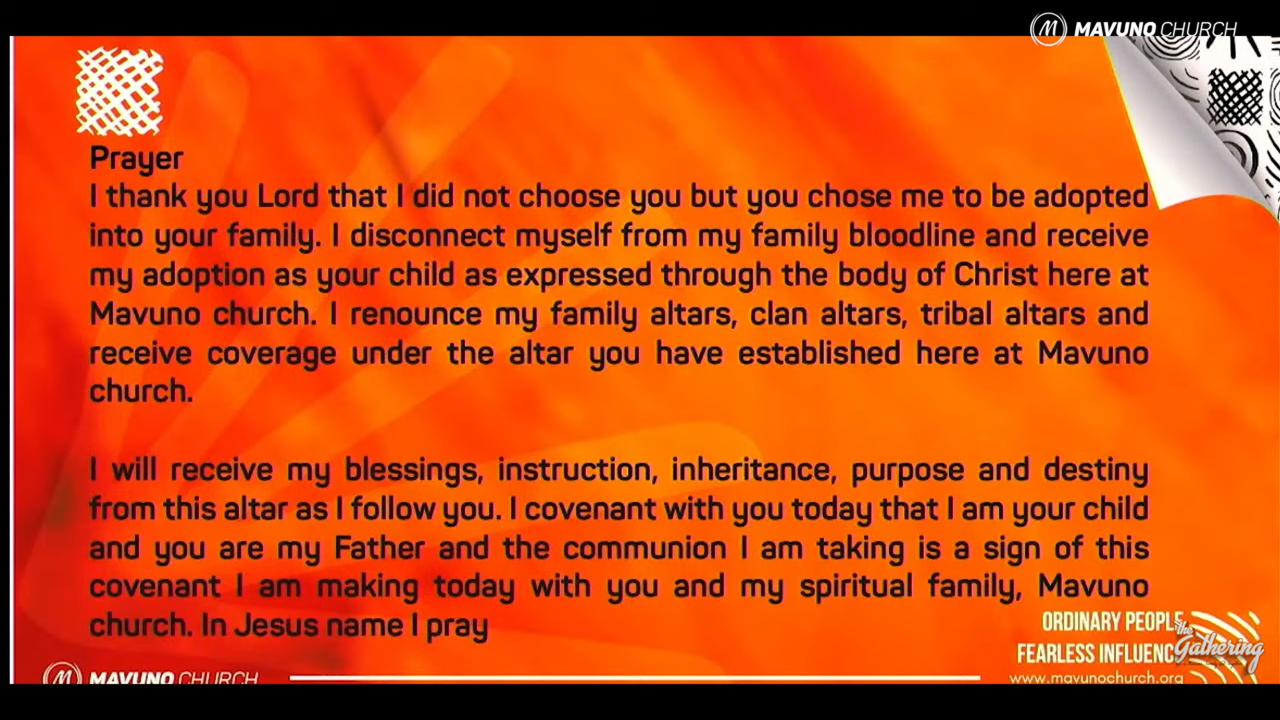 MAVUNO CHURCH
Prayer
I thank you Lord that I did not choose you but you chose me to be adopted
into your family. I disconnect myself from my family bloodline and receive
my adoption as your child as expressed through the body of Christ here at
Mavuno church. I renounce my family altars, clan altars, tribal altars and
receive coverage under the altar you have established here at Mavuno
church.
I will receive my blessings, instruction, inheritance, purpose and destiny
from this altar as I follow you. I covenant with you today that I am your child
and you are my Father and the communion I am taking is a sign of this
covenant I am making today with you and my spiritual family, Mavuno
church. In Jesus name I pray
ORDINARY PEOPLE
FEARLESS INFLUENC
the Gathering
MAVUNO CHURCH
www.mavunochurch.org